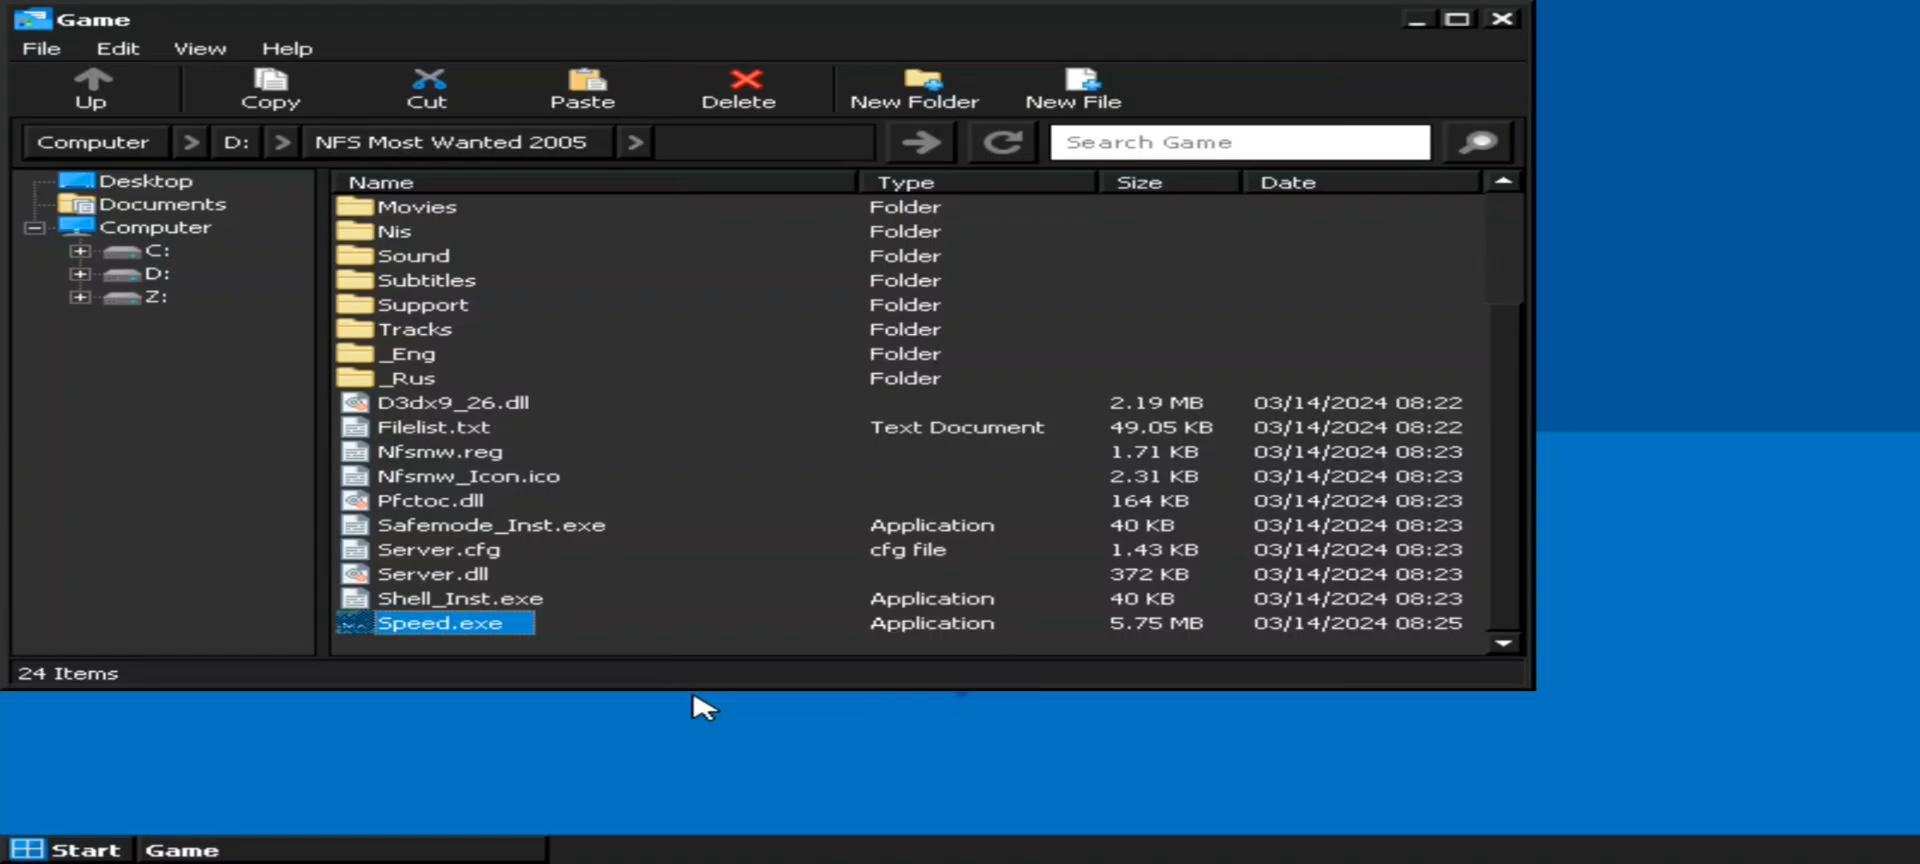 Game
File Edit View Help
Up Copy Cut Paste Delete New Folder New File
Computer > D: > NFS Most Wanted 2005 > Search Game
Desktop
Documents
Computer
C:
D:
Z:
Name Type Size Date
Movies Folder
Nis Folder
Sound Folder
Subtitles Folder
Support Folder
Tracks Folder
_Eng Folder
_Rus Folder
D3dx9_26.dll 2.19 MB 03/14/2024 08:22
Filelist.txt Text Document 49.05 KB 03/14/2024 08:22
Nfsmw.reg 1.71 KB 03/14/2024 08:23
Nfsmw_Icon.ico 2.31 KB 03/14/2024 08:23
Pfctoc.dll 164 KB 03/14/2024 08:23
Safemode_Inst.exe Application 40 KB 03/14/2024 08:23
Server.cfg cfg file 1.43 KB 03/14/2024 08:23
Server.dll 372 KB 03/14/2024 08:23
Shell_Inst.exe Application 40 KB 03/14/2024 08:23
Speed.exe Application 5.75 MB 03/14/2024 08:25
24 Items
Start Game